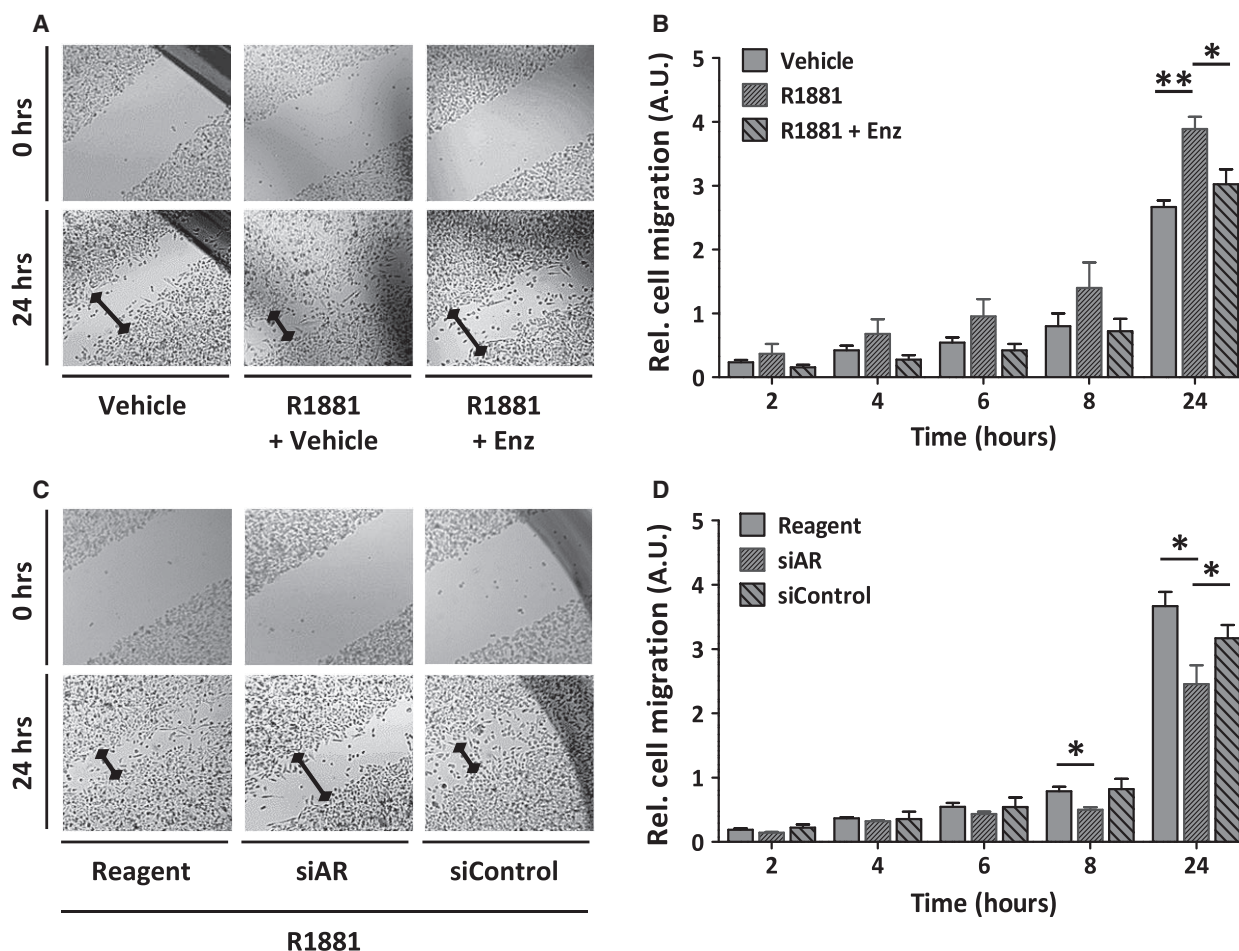 A
0 hrs
24 hrs
Vehicle
R1881
+ Vehicle
R1881
+ Enz
B
Rel. cell migration (A.U.)
5
4
3
2
1
0
Vehicle
R1881
R1881 + Enz
**
*
2 4 6 8 24
Time (hours)
C
0 hrs
24 hrs
Reagent
siAR
siControl
R1881
D
Rel. cell migration (A.U.)
5
4
3
2
1
0
Reagent
siAR
siControl
*
*
*
2 4 6 8 24
Time (hours)